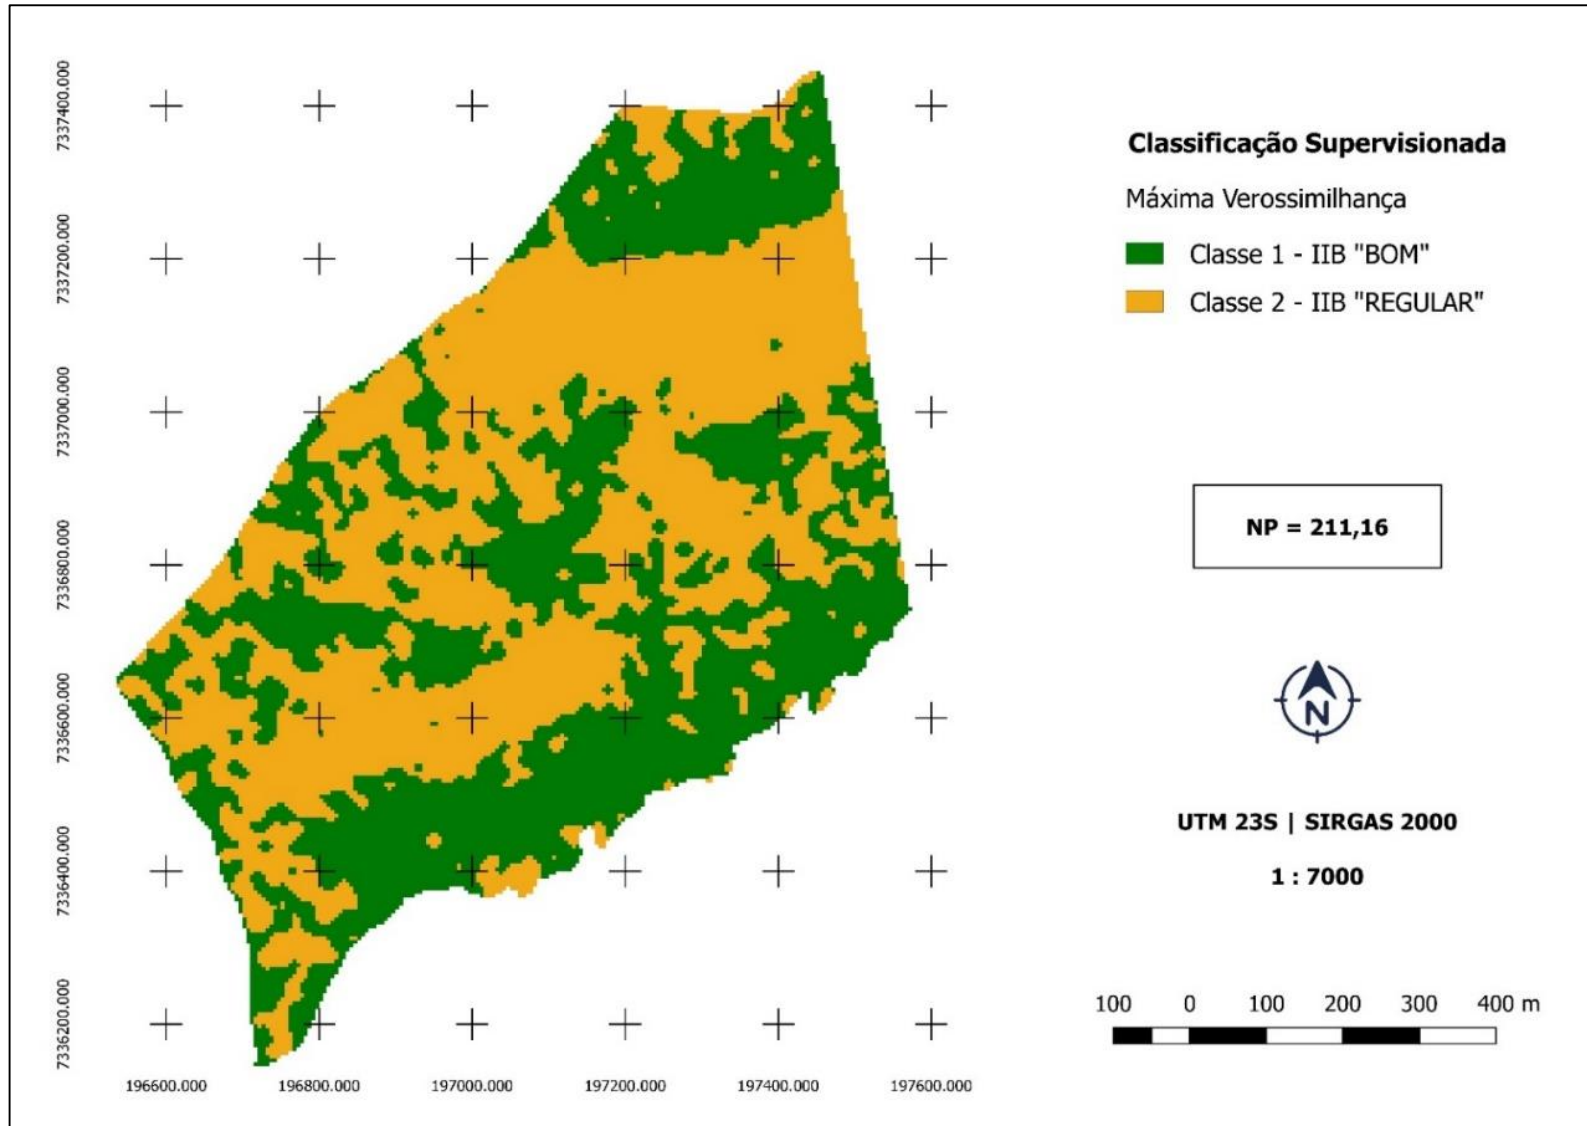 7337400.000
7337200.000
7337000.000
7336800.000
7336600.000
7336400.000
7336200.000
196600.000 196800.000 197000.000 197200.000 197400.000 197600.000
Classificação Supervisionada
Máxima Verossimilhança
Classe 1 - IIB "BOM"
Classe 2 - IIB "REGULAR"
NP = 211,16
N
UTM 23S | SIRGAS 2000
1 : 7000
100 0 100 200 300 400 m